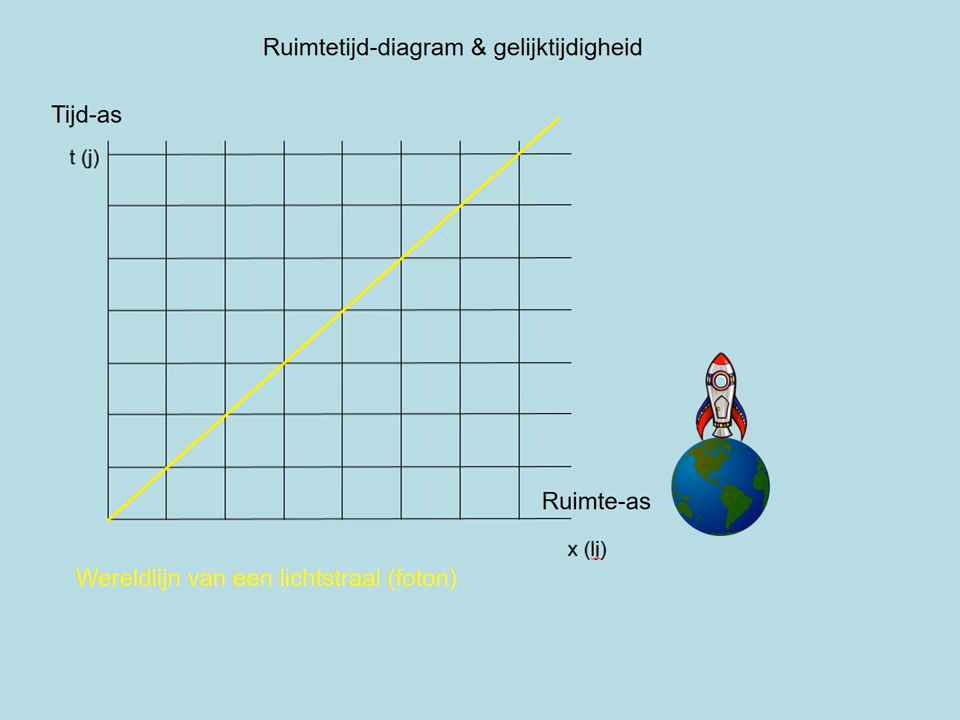 Ruimtetijd-diagram & gelijktijdigheid
Tijd-as
t (j)
Ruimte-as
x (lj)
Wereldlijn van een lichtstraal (foton)